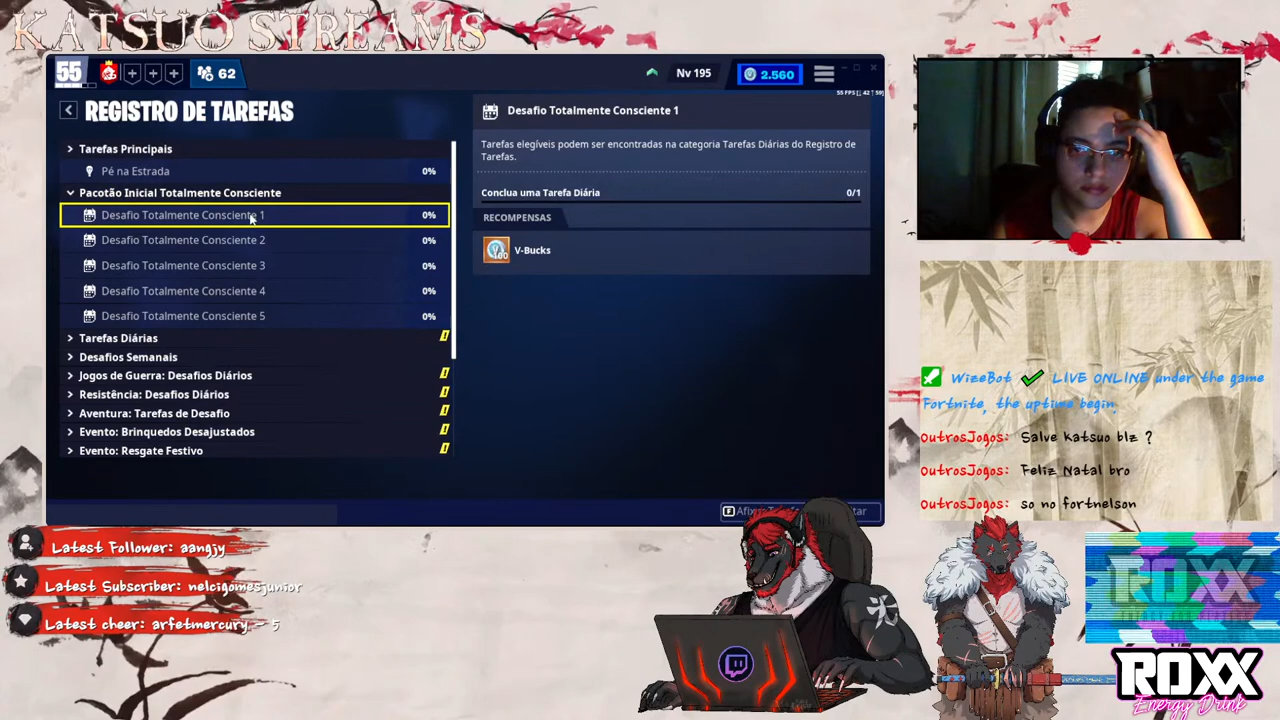 KATSUO STREAMS
55
62
Nv 195
2.560
REGISTRO DE TAREFAS
Tarefas Principais
Pé na Estrada 0%
Pacotão Inicial Totalmente Consciente
Desafio Totalmente Consciente 1 0%
Desafio Totalmente Consciente 2 0%
Desafio Totalmente Consciente 3 0%
Desafio Totalmente Consciente 4 0%
Desafio Totalmente Consciente 5 0%
Tarefas Diárias
Desafios Semanais
Jogos de Guerra: Desafios Diários
Resistência: Desafios Diários
Aventura: Tarefas de Desafio
Evento: Brinquedos Desajustados
Evento: Resgate Festivo
Desafio Totalmente Consciente 1
Tarefas elegíveis podem ser encontradas na categoria Tarefas Diárias do Registro de
Tarefas.
Conclua uma Tarefa Diária 0/1
RECOMPENSAS
V-Bucks
WizeBot LIVE ONLINE under the game
Fortnite, the uptime begin,
OutrosJogos: Salve Katsuo blz ?
OutrosJogos: Feliz Natal bro
OutrosJogos: so no fortnelson
Latest Follower: aangjy
Latest Subscriber: nelcigomesjunior
Latest cheer: arfetmercury - 5
ROXX
ROXX
Energy Drink